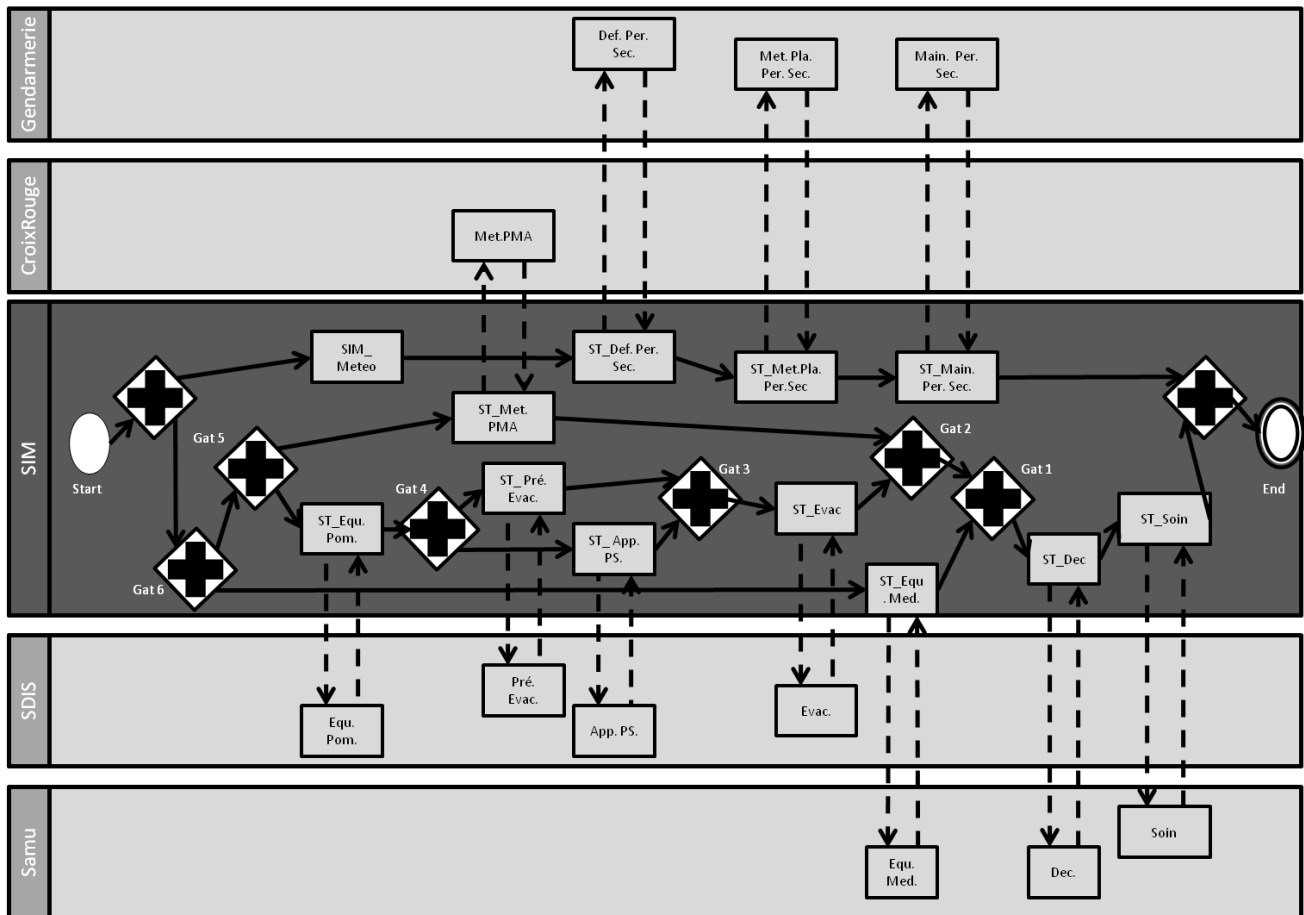 Gendarmerie
Def. Per.
Sec.
Met. Pla.
Per. Sec.
Main. Per.
Sec.
CroixRouge
Met.PMA
SIM
Start
Gat 5
Gat 6
SIM_
Meteo
ST_Def. Per.
Sec.
ST_Met.Pla.
Per.Sec
ST_Main.
Per. Sec.
ST_Met.
PMA
Gat 4
ST_Equ.
Pom.
ST_Pré.
Evac.
ST_App.
PS.
Gat 3
ST_Evac
Gat 2
Gat 1
ST_Equ
. Med.
ST_Dec
ST_Soin
End
SDIS
Equ.
Pom.
Pré.
Evac.
App. PS.
Evac.
Samu
Equ.
Med.
Dec.
Soin